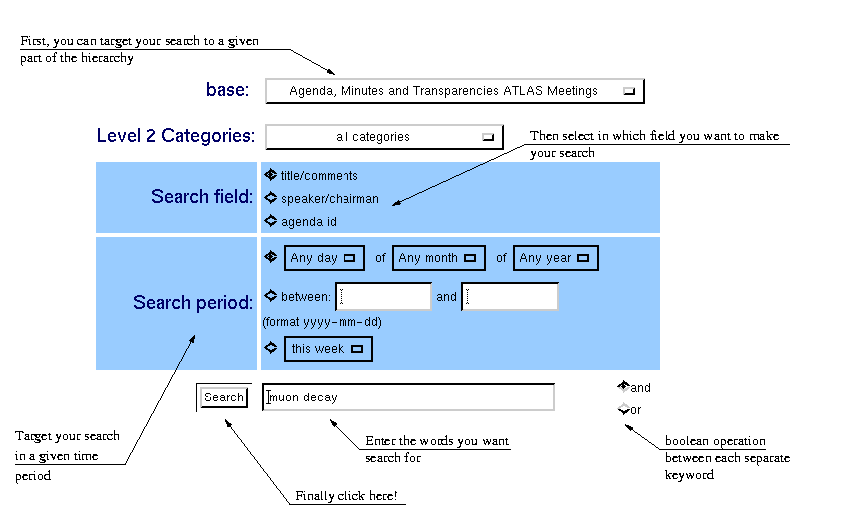 First, you can target your search to a given
part of the hierarchy
base: Agenda, Minutes and Transparencies ATLAS Meetings
Level 2 Categories: all categories
Then select in which field you want to make
your search
Search field:
title/comments
speaker/chairman
agenda id
Search period:
Any day of Any month of Any year
between: and
(format yyyy-mm-dd)
this week
Search muon decay
and
or
Target your search
in a given time
period
Enter the words you want
search for
boolean operation
between each separate
keyword
Finally click here!